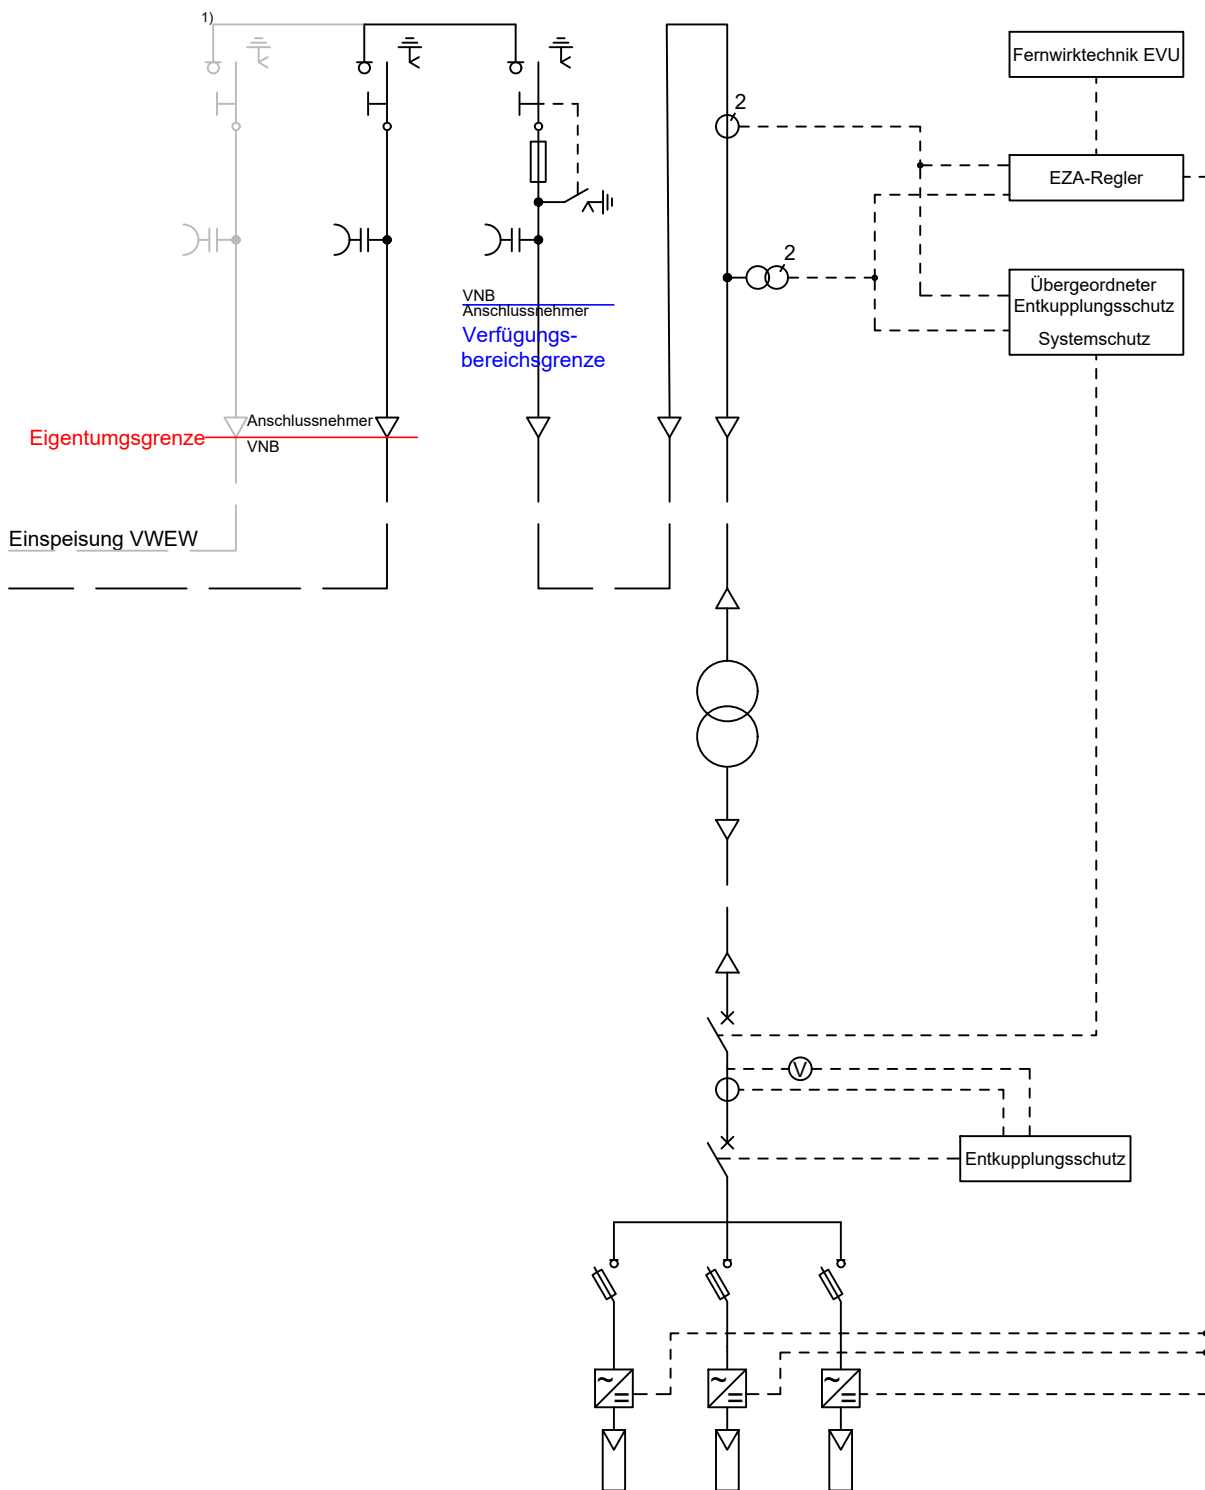 1)
Fernwirktechnik EVU
2
EZA-Regler
2
Übergeordneter
Entkupplungsschutz
Systemschutz
VNB
Anschlussnehmer
Verfügungs-
bereichsgrenze
Anschlussnehmer
Eigentumgsgrenze
VNB
Einspeisung VWEW
V
Entkupplungsschutz